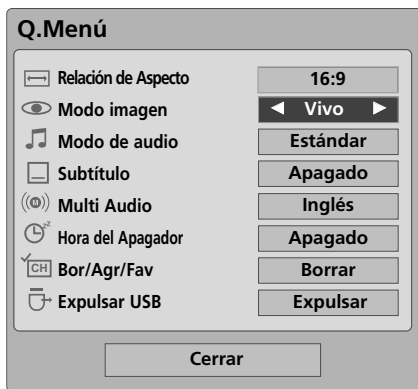 Q.Menú
Relación de Aspecto 16:9
Modo imagen ◀ Vivo ▶
Modo de audio Estándar
Subtítulo Apagado
Multi Audio Inglés
Hora del Apagador Apagado
CH Bor/Agr/Fav Borrar
Expulsar USB Expulsar
Cerrar